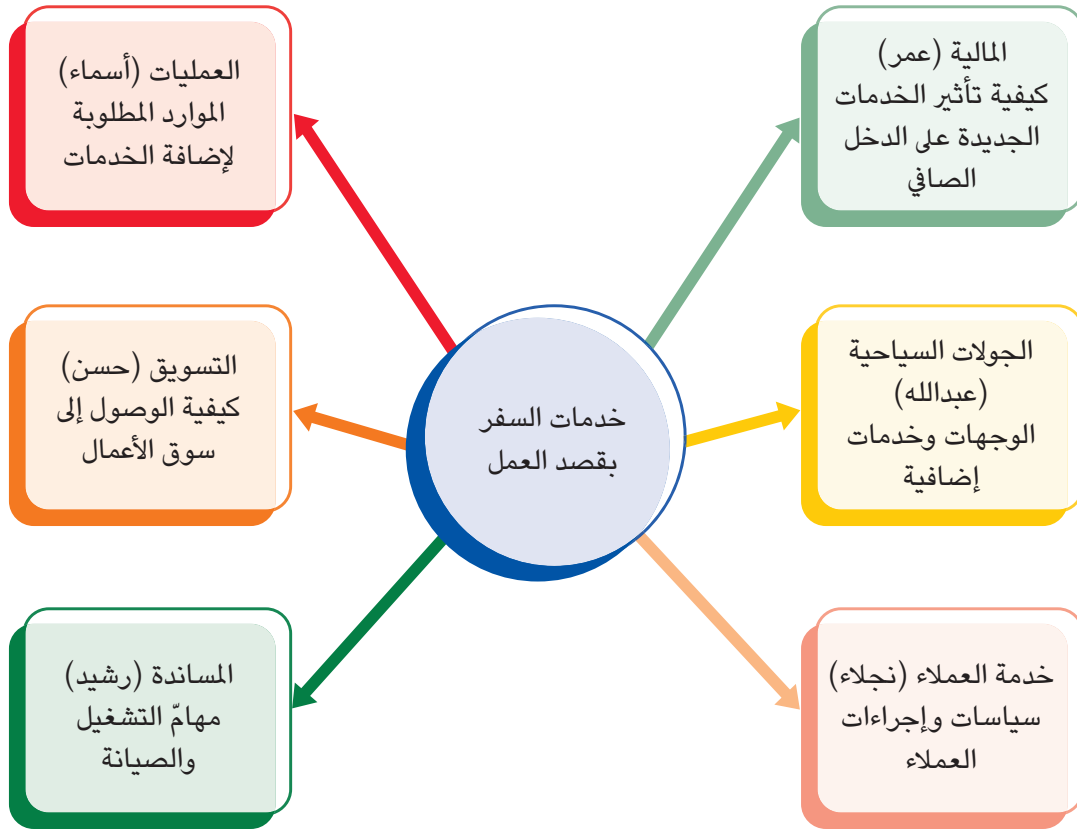 المالية (عمر)
كيفية تأثير الخدمات
الجديدة على الدخل
الصافي
العمليات (أسماء)
الموارد المطلوبة
لإضافة الخدمات
الجولات السياحية
(عبدالله)
الوجهات وخدمات
إضافية
خدمات السفر
بقصد العمل
التسويق (حسن)
كيفية الوصول إلى
سوق الأعمال
خدمة العملاء (نجلاء)
سياسات وإجراءات
العملاء
المساندة (رشيد)
مهامّ التشغيل
والصيانة